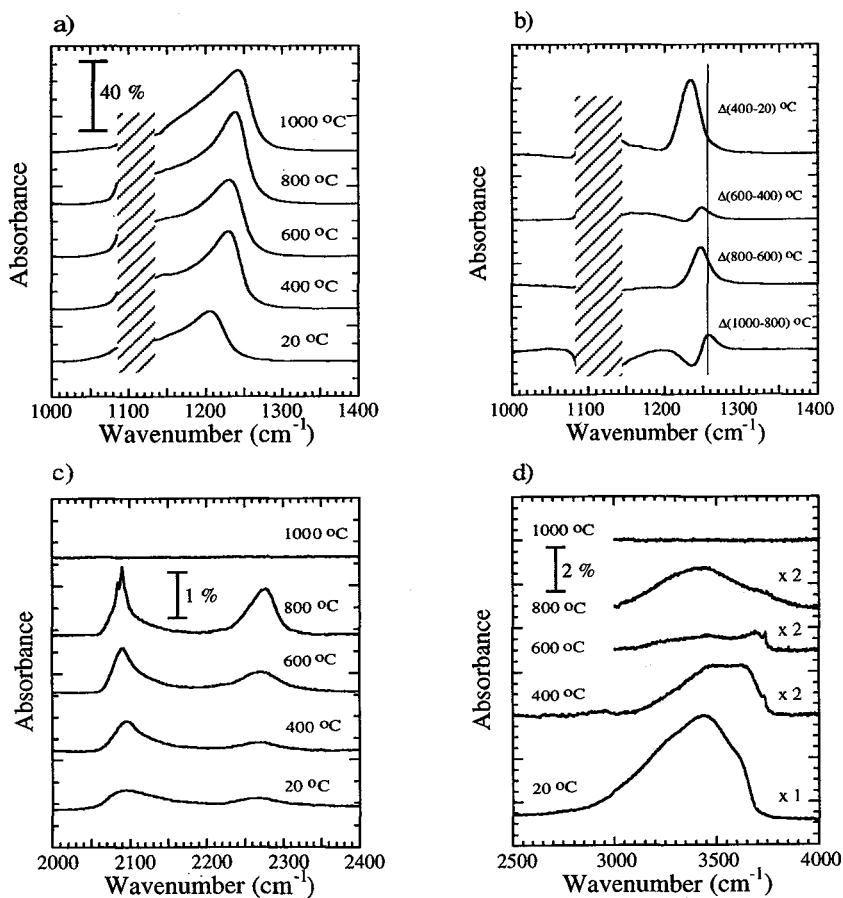 a)
40 %
1000 °C
800 °C
600 °C
400 °C
20 °C
Absorbance
1000 1100 1200 1300 1400
Wavenumber (cm-1)
b)
Δ(400-20) °C
Δ(600-400) °C
Δ(800-600) °C
Δ(1000-800) °C
Absorbance
1000 1100 1200 1300 1400
Wavenumber (cm-1)
c)
1000 °C
1 %
800 °C
600 °C
400 °C
20 °C
Absorbance
2000 2100 2200 2300 2400
Wavenumber (cm-1)
d)
1000 °C
2 %
x 2
800 °C
x 2
600 °C
400 °C
x 2
20 °C
x 1
Absorbance
2500 3000 3500 4000
Wavenumber (cm-1)